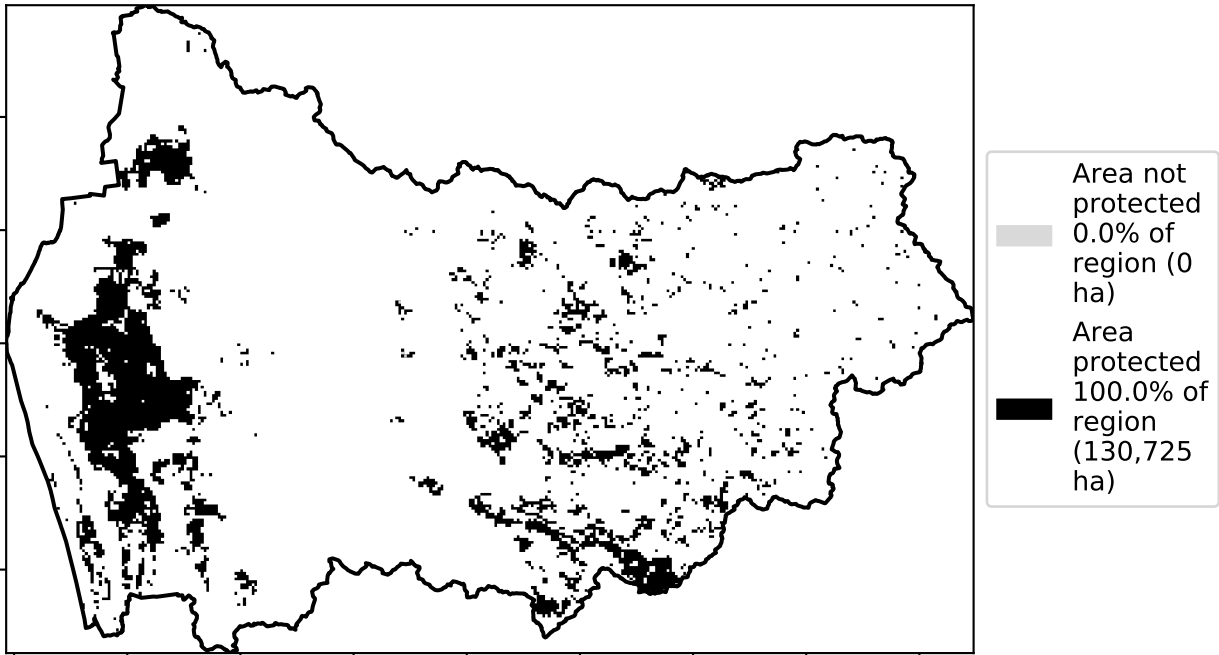 Area not
protected
0.0% of
region (0
ha)
Area
protected
100.0% of
region
(130,725
ha)